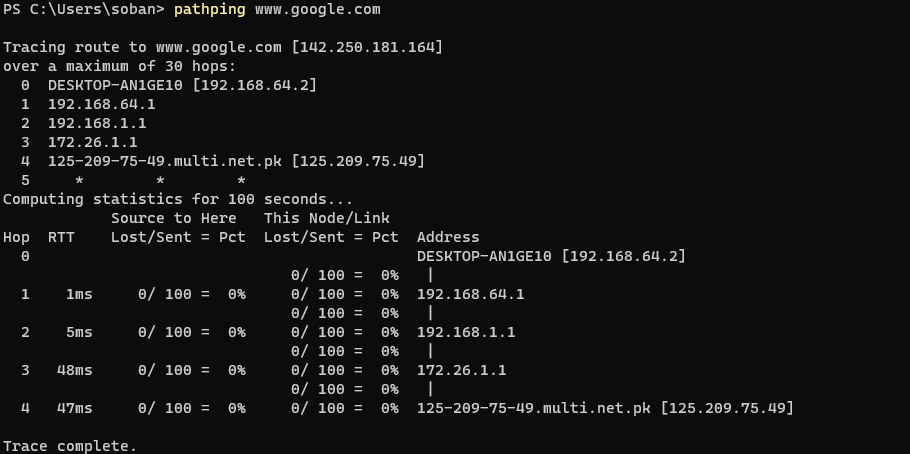 PS C:\Users\soban> pathping www.google.com
Tracing route to www.google.com [142.250.181.164]
over a maximum of 30 hops:
  0  DESKTOP-AN1GE10 [192.168.64.2]
  1  192.168.64.1
  2  192.168.1.1
  3  172.26.1.1
  4  125-209-75-49.multi.net.pk [125.209.75.49]
  5     *        *        *
Computing statistics for 100 seconds...
            Source to Here   This Node/Link
Hop  RTT    Lost/Sent = Pct  Lost/Sent = Pct  Address
  0                                           DESKTOP-AN1GE10 [192.168.64.2]
                                0/ 100 =  0%   |
  1    1ms     0/ 100 =  0%     0/ 100 =  0%  192.168.64.1
                                0/ 100 =  0%   |
  2    5ms     0/ 100 =  0%     0/ 100 =  0%  192.168.1.1
                                0/ 100 =  0%   |
  3   48ms     0/ 100 =  0%     0/ 100 =  0%  172.26.1.1
                                0/ 100 =  0%   |
  4   47ms     0/ 100 =  0%     0/ 100 =  0%  125-209-75-49.multi.net.pk [125.209.75.49]
Trace complete.